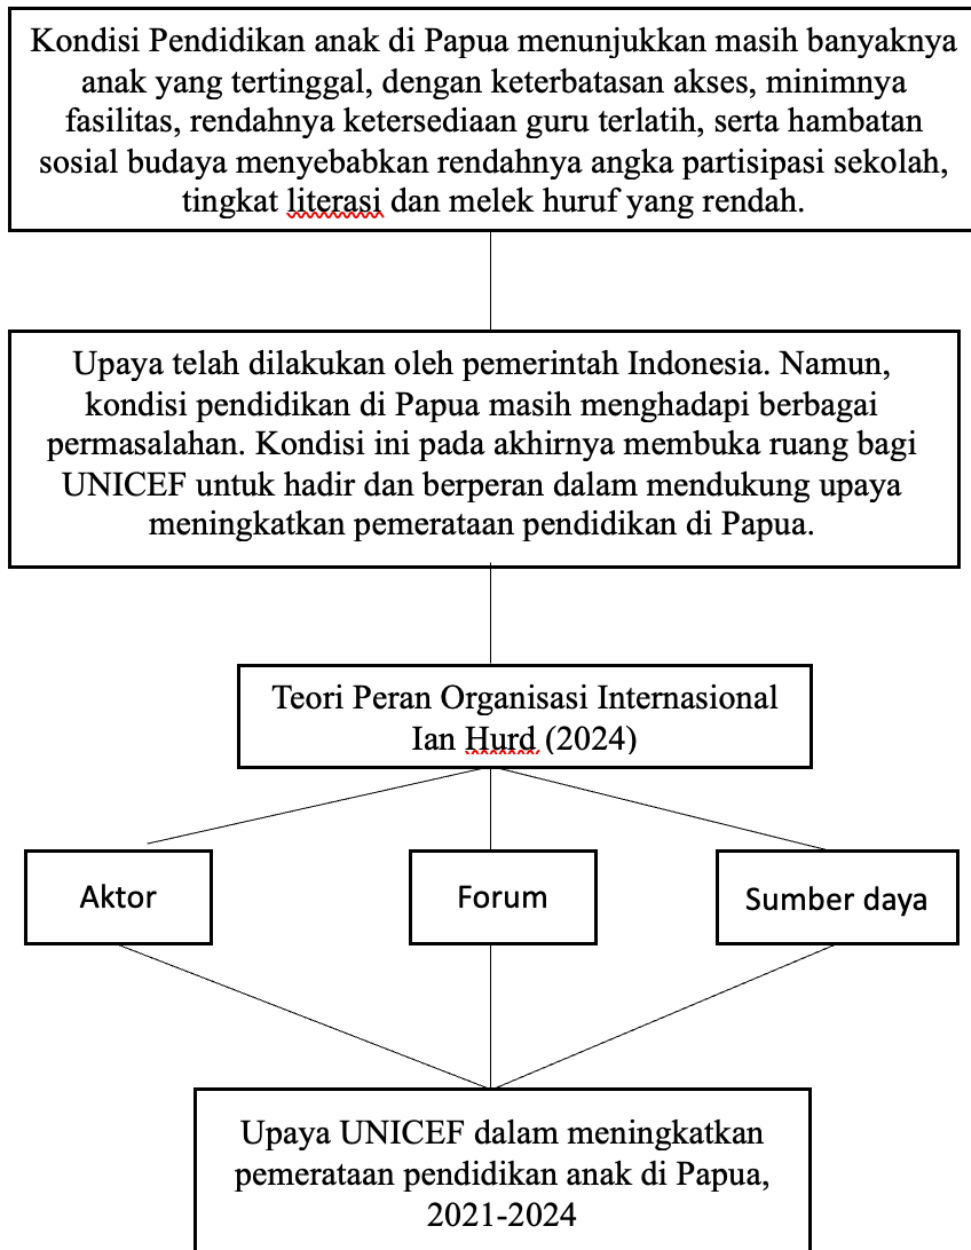 Kondisi Pendidikan anak di Papua menunjukkan masih banyaknya
anak yang tertinggal, dengan keterbatasan akses, minimnya
fasilitas, rendahnya ketersediaan guru terlatih, serta hambatan
sosial budaya menyebabkan rendahnya angka partisipasi sekolah,
tingkat literasi dan melek huruf yang rendah.
Upaya telah dilakukan oleh pemerintah Indonesia. Namun,
kondisi pendidikan di Papua masih menghadapi berbagai
permasalahan. Kondisi ini pada akhirnya membuka ruang bagi
UNICEF untuk hadir dan berperan dalam mendukung upaya
meningkatkan pemerataan pendidikan di Papua.
Teori Peran Organisasi Internasional
Ian Hurd (2024)
Aktor
Forum
Sumber daya
Upaya UNICEF dalam meningkatkan
pemerataan pendidikan anak di Papua,
2021-2024